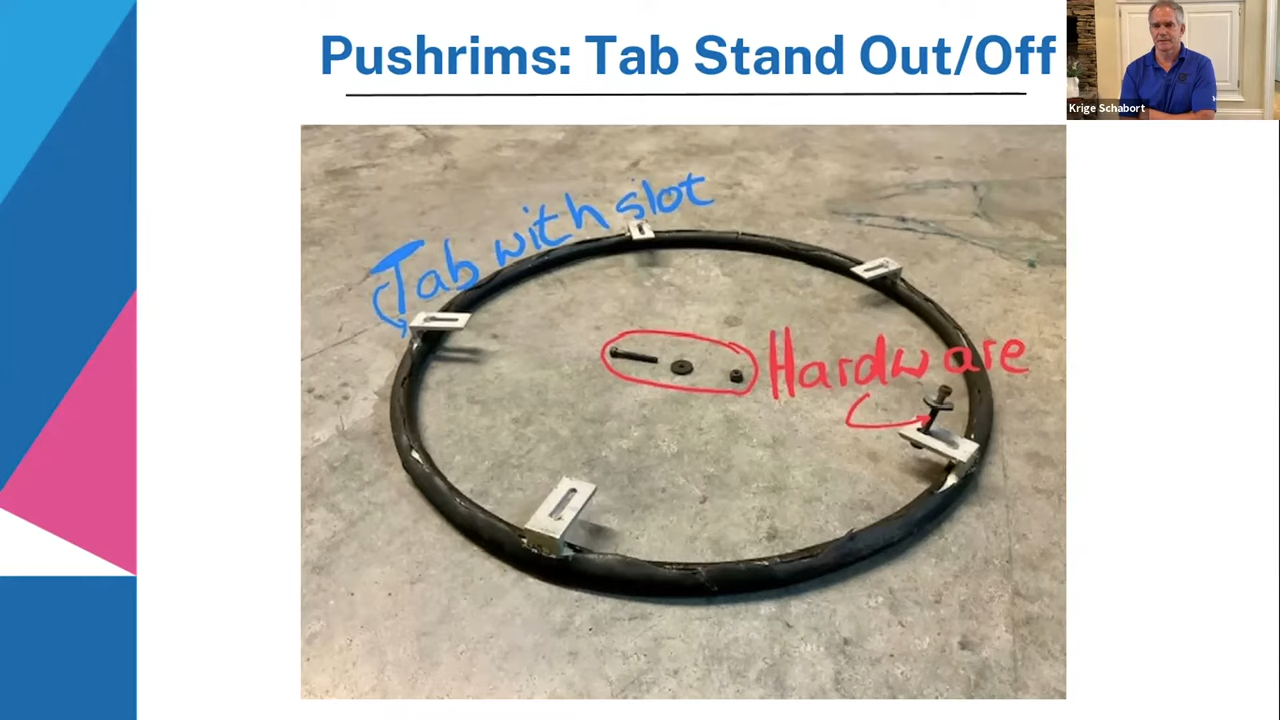 Pushrims: Tab Stand Out/Off
Krige Schabort
Tab with slot
Hardware